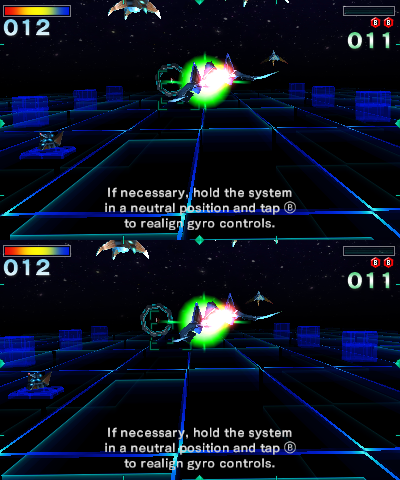 012
B B
011
If necessary, hold the system
in a neutral position and tap Ⓑ
to realign gyro controls.
012
B B
011
If necessary, hold the system
in a neutral position and tap Ⓑ
to realign gyro controls.